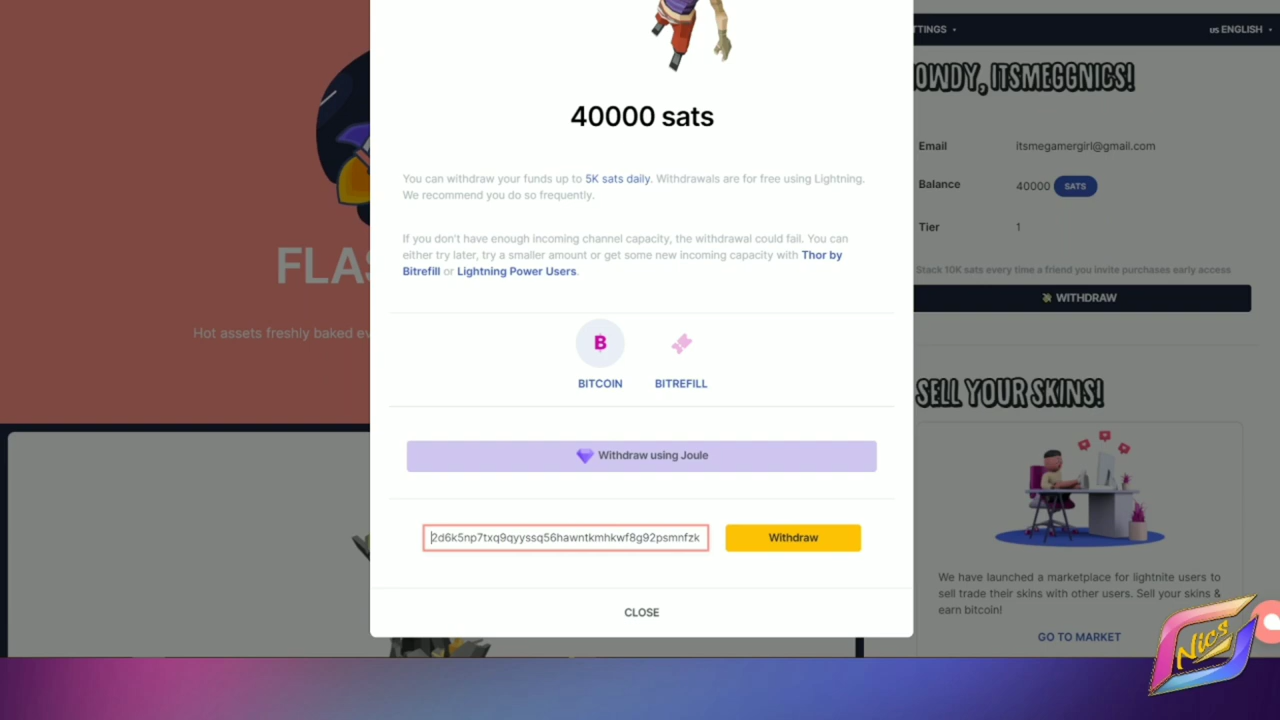 TTINGS
us ENGLISH
OWDY, ITSMEGGNICS!
40000 sats
Email itsmegamergirl@gmail.com
Balance 40000 SATS
Tier 1
You can withdraw your funds up to 5K sats daily. Withdrawals are for free using Lightning.
We recommend you do so frequently.
If you don't have enough incoming channel capacity, the withdrawal could fail. You can
either try later, try a smaller amount or get some new incoming capacity with Thor by
Bitrefill or Lightning Power Users.
Stack 10K sats every time a friend you invite purchases early access
WITHDRAW
FLAS
Hot assets freshly baked ev
B
BITCOIN BITREFILL
SELL YOUR SKINS!
Withdraw using Joule
2d6k5np7txq9qyyssq56hawntkmhkwf8g92psmnfzk Withdraw
CLOSE
We have launched a marketplace for lightnite users to
sell trade their skins with other users. Sell your skins &
earn bitcoin!
GO TO MARKET
Nics